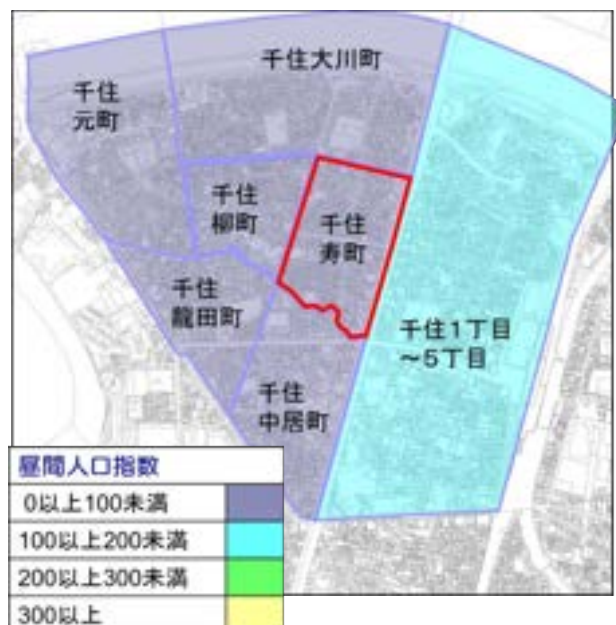 千住大川町
千住
元町
千住
柳町
千住
寿町
千住
龍田町
千住1丁目
～5丁目
千住
中居町
昼間人口指数
0以上100未満
100以上200未満
200以上300未満
300以上